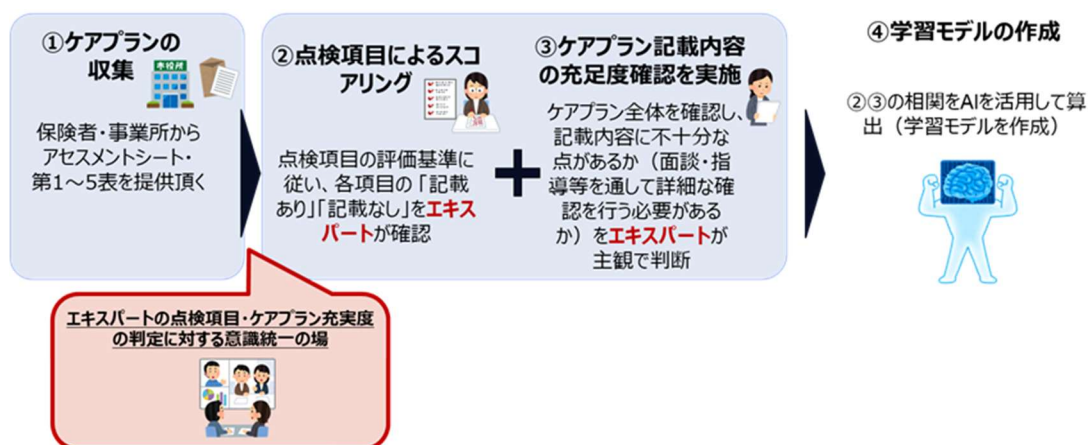 ①ケアプランの
収集
市役所
保険者・事業所から
アセスメントシート・
第1～5表を提供頂く
②点検項目によるスコ
アリング
点検項目の評価基準に
従い、各項目の「記載
あり」「記載なし」をエキス
パートが確認
+
③ケアプラン記載内容
の充足度確認を実施
ケアプラン全体を確認し、
記載内容に不十分な
点があるか（面談・指
導等を通して詳細な確
認を行う必要がある
か）をエキスパートが
主観で判断
④学習モデルの作成
②③の相関をAIを活用して算
出（学習モデルを作成）
エキスパートの点検項目・ケアプラン充実度
の判定に対する意識統一の場